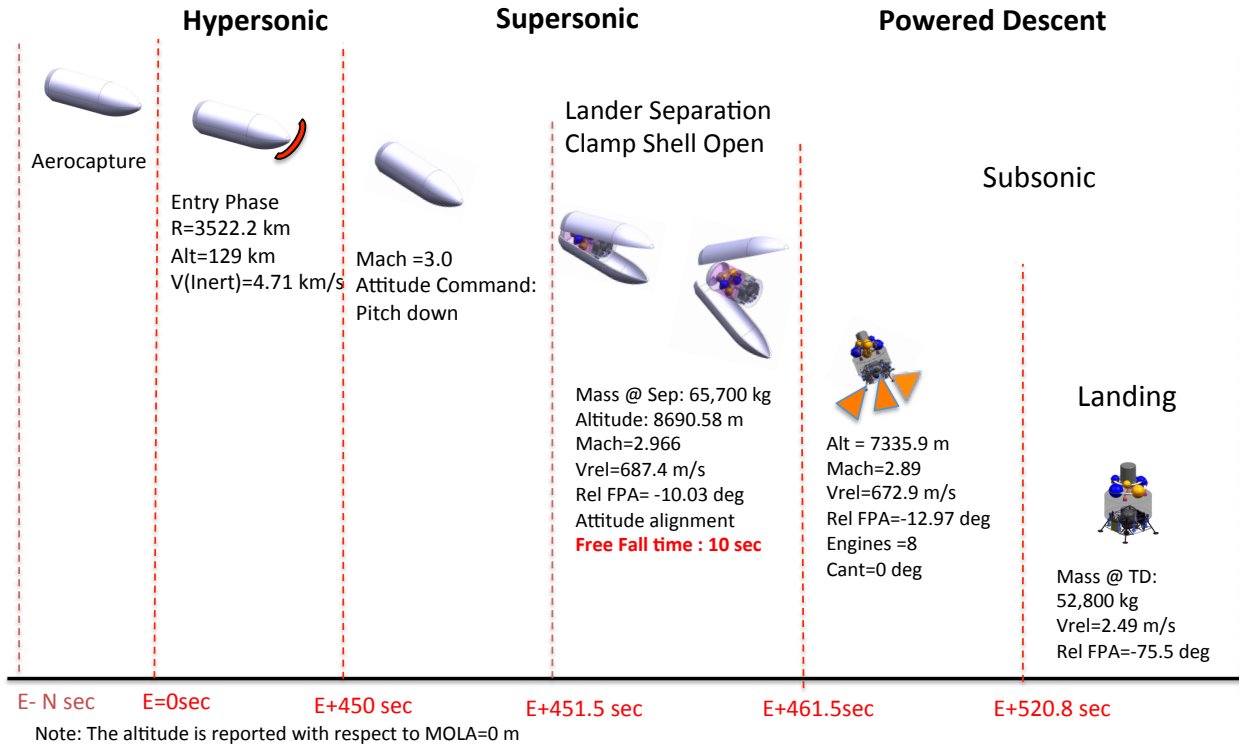 Hypersonic
Supersonic
Powered Descent
Aerocapture
Entry Phase
R=3522.2 km
Alt=129 km
V(Inert)=4.71 km/s
Mach =3.0
Attitude Command:
Pitch down
Lander Separation
Clamp Shell Open
Mass @ Sep: 65,700 kg
Altitude: 8690.58 m
Mach=2.966
Vrel=687.4 m/s
Rel FPA= -10.03 deg
Attitude alignment
Free Fall time : 10 sec
Subsonic
Alt = 7335.9 m
Mach=2.89
Vrel=672.9 m/s
Rel FPA=-12.97 deg
Engines =8
Cant=0 deg
Landing
Mass @ TD:
52,800 kg
Vrel=2.49 m/s
Rel FPA=-75.5 deg
E- N sec
E=0sec
E+450 sec
E+451.5 sec
E+461.5sec
E+520.8 sec
Note: The altitude is reported with respect to MOLA=0 m